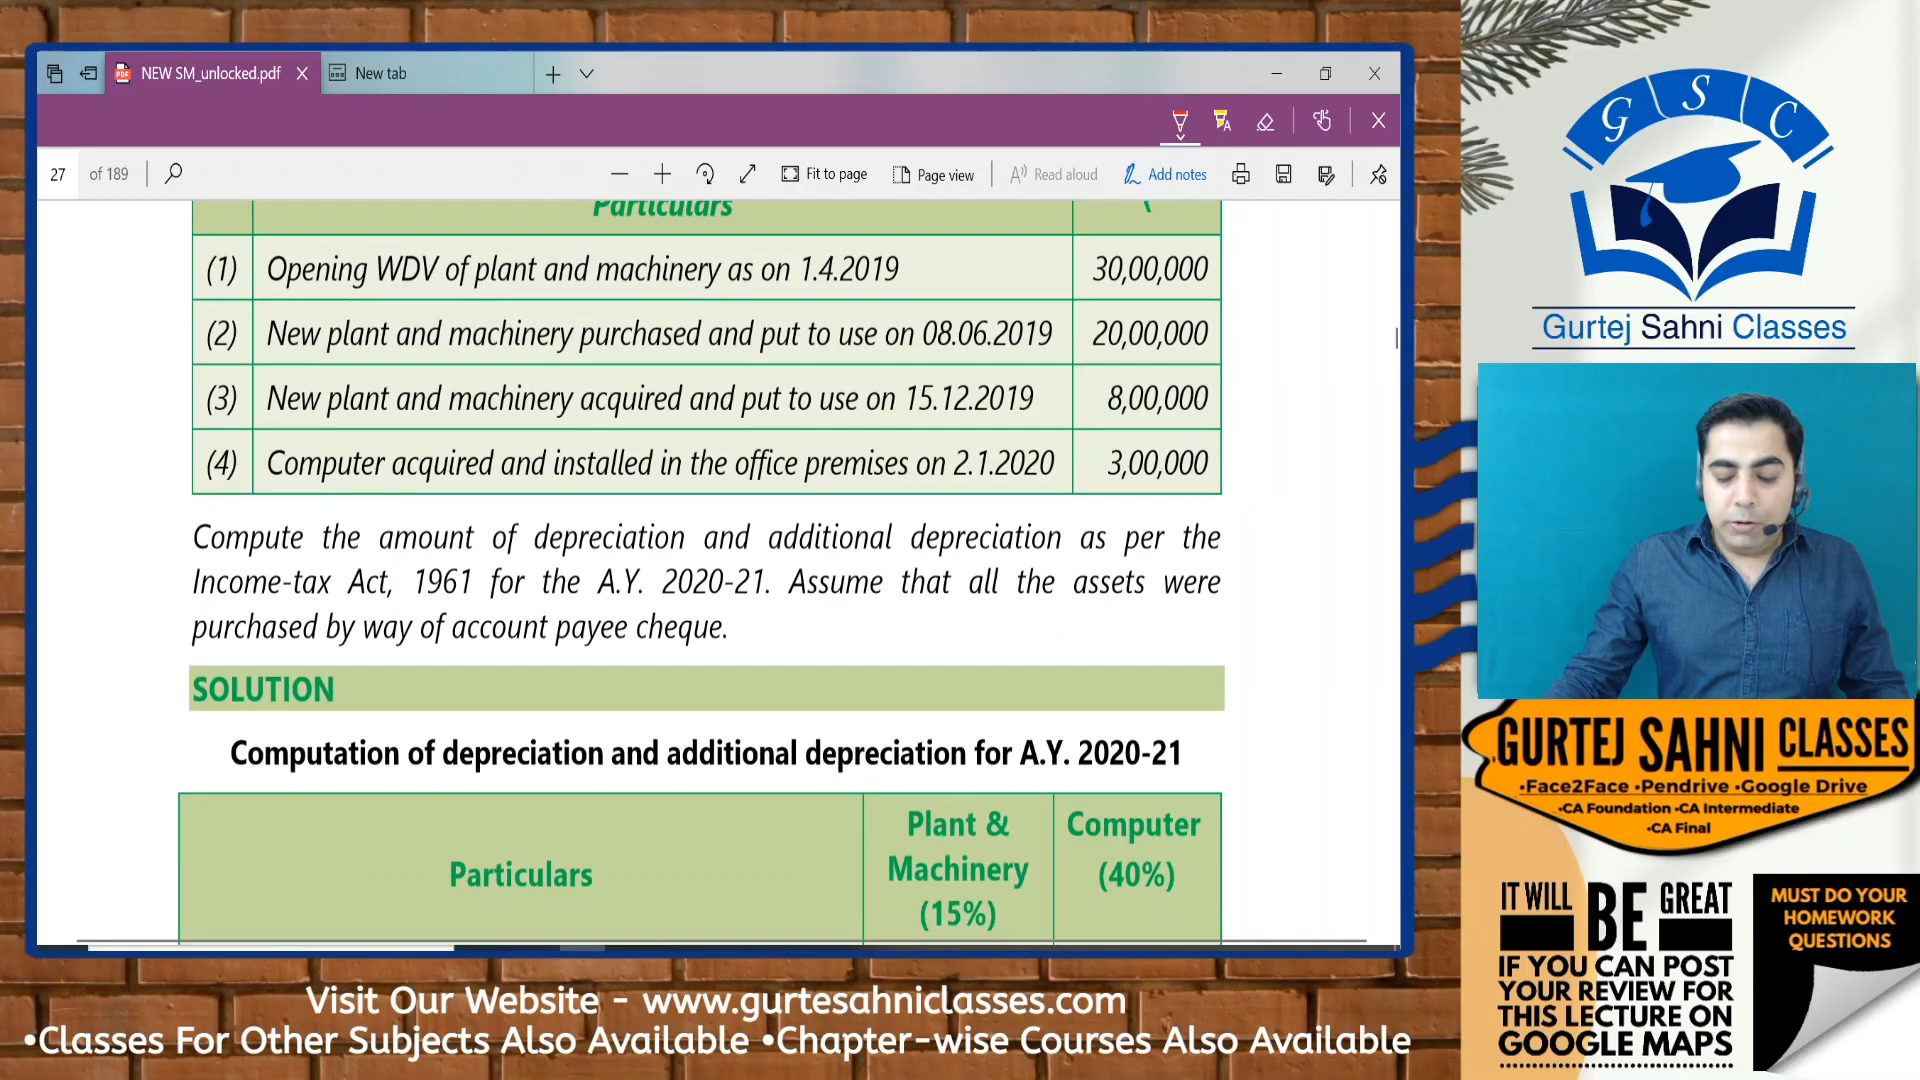 NEW SM_unlocked.pdf
New tab
27 of 189
Fit to page
Page view
Read aloud
Add notes
Particulars
(1) Opening WDV of plant and machinery as on 1.4.2019 30,00,000
(2) New plant and machinery purchased and put to use on 08.06.2019 20,00,000
(3) New plant and machinery acquired and put to use on 15.12.2019 8,00,000
(4) Computer acquired and installed in the office premises on 2.1.2020 3,00,000
Compute the amount of depreciation and additional depreciation as per the
Income-tax Act, 1961 for the A.Y. 2020-21. Assume that all the assets were
purchased by way of account payee cheque.
SOLUTION
Computation of depreciation and additional depreciation for A.Y. 2020-21
Particulars
Plant &
Machinery
(15%)
Computer
(40%)
G S C
Gurtej Sahni Classes
GURTEJ SAHNI CLASSES
•Face2Face •Pendrive •Google Drive
•CA Foundation •CA Intermediate
•CA Final
IT WILL BE GREAT
IF YOU CAN POST
YOUR REVIEW FOR
THIS LECTURE ON
GOOGLE MAPS
MUST DO YOUR
HOMEWORK
QUESTIONS
Visit Our Website - www.gurtesahniclasses.com
•Classes For Other Subjects Also Available •Chapter-wise Courses Also Available